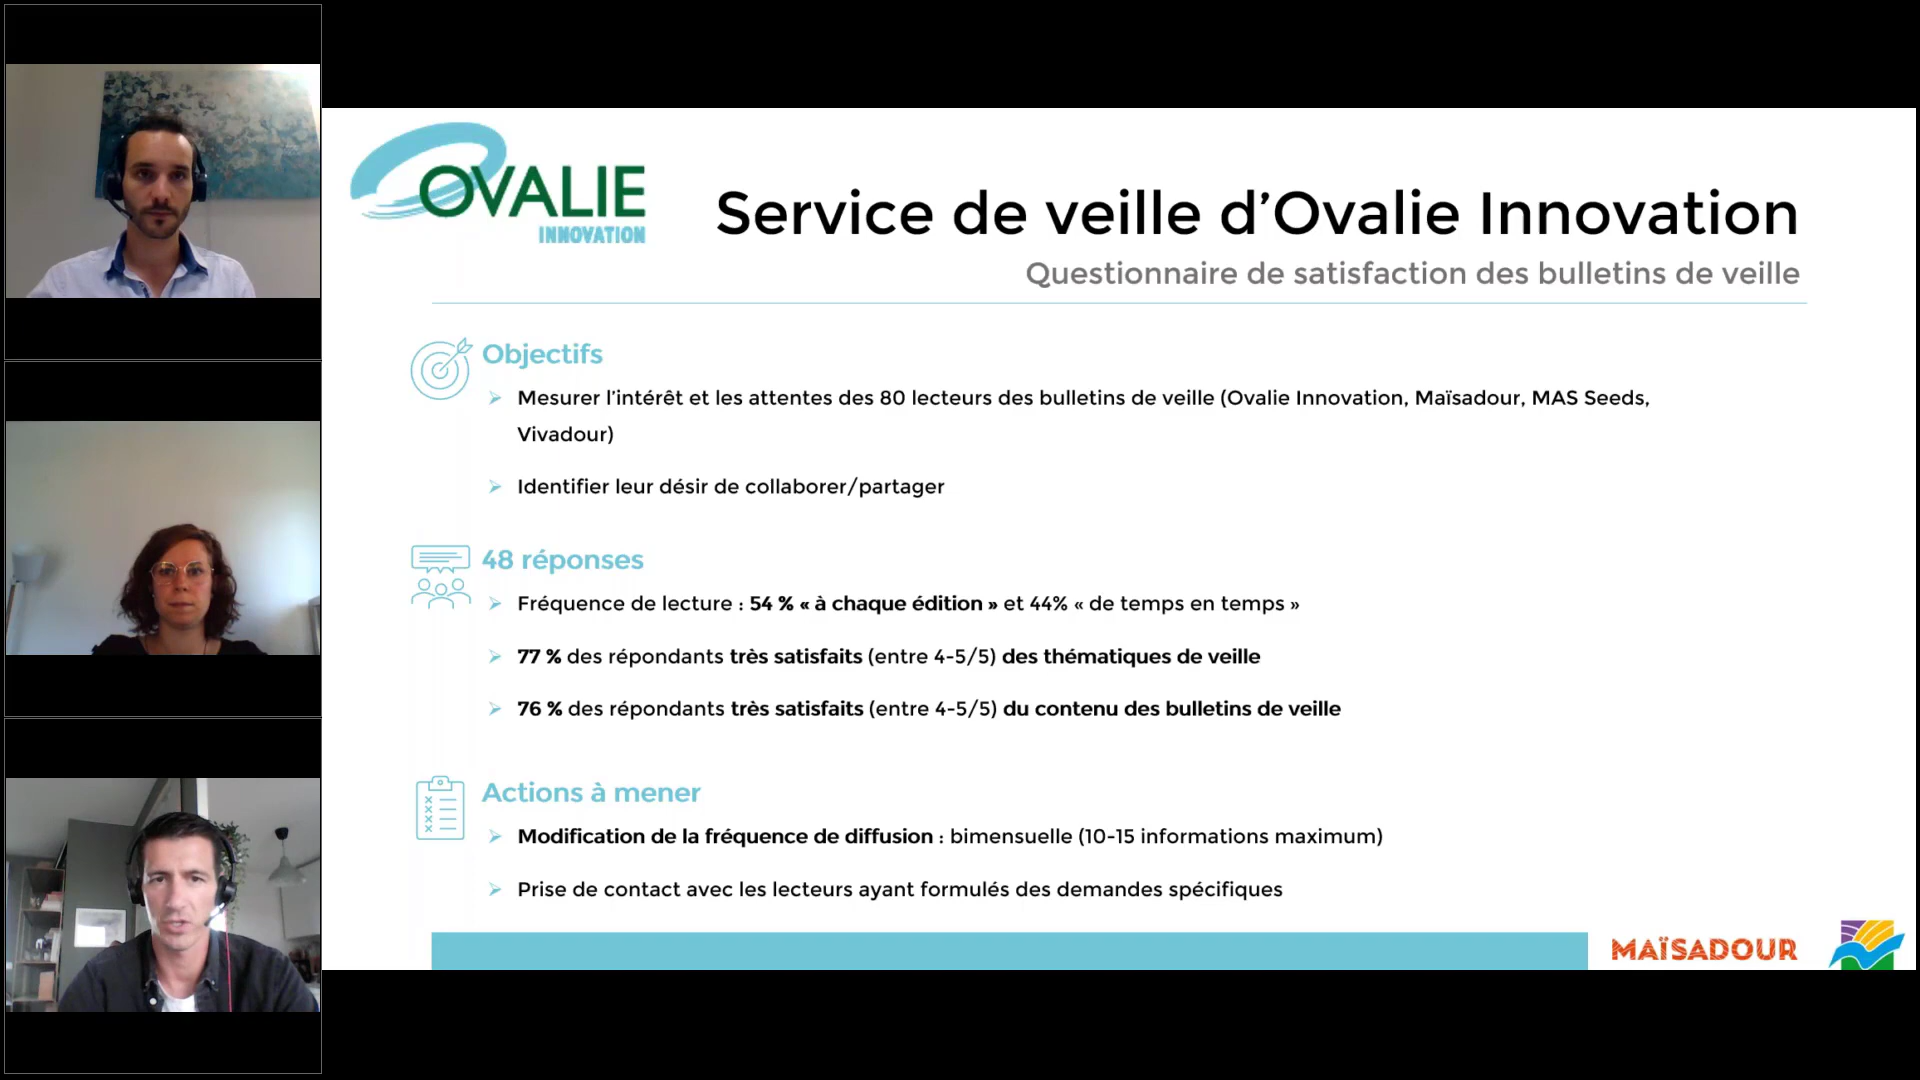 OVALIE
INNOVATION
Service de veille d’Ovalie Innovation
Questionnaire de satisfaction des bulletins de veille
Objectifs
Mesurer l’intérêt et les attentes des 80 lecteurs des bulletins de veille (Ovalie Innovation, Maïsadour, MAS Seeds,
Vivadour)
Identifier leur désir de collaborer/partager
48 réponses
Fréquence de lecture : 54 % « à chaque édition » et 44% « de temps en temps »
77 % des répondants très satisfaits (entre 4-5/5) des thématiques de veille
76 % des répondants très satisfaits (entre 4-5/5) du contenu des bulletins de veille
Actions à mener
Modification de la fréquence de diffusion : bimensuelle (10-15 informations maximum)
Prise de contact avec les lecteurs ayant formulés des demandes spécifiques
MAÏSADOUR